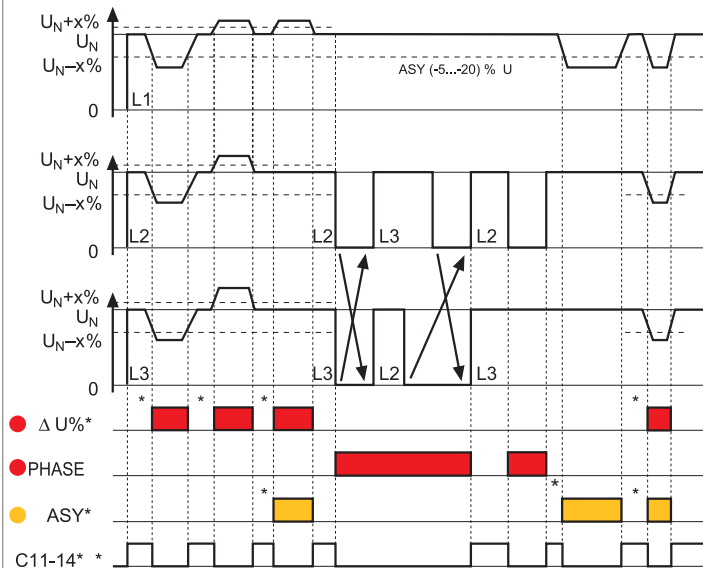 U_N+x%
U_N
U_N–x%
ASY (-5...-20) % U
0
L1
U_N+x%
U_N
U_N–x%
0
L2 L2 L3 L2
U_N+x%
U_N
U_N–x%
0
L3 L3 L2 L3
* * * *
Δ U%*
PHASE
*
* *
ASY*
C11-14* *